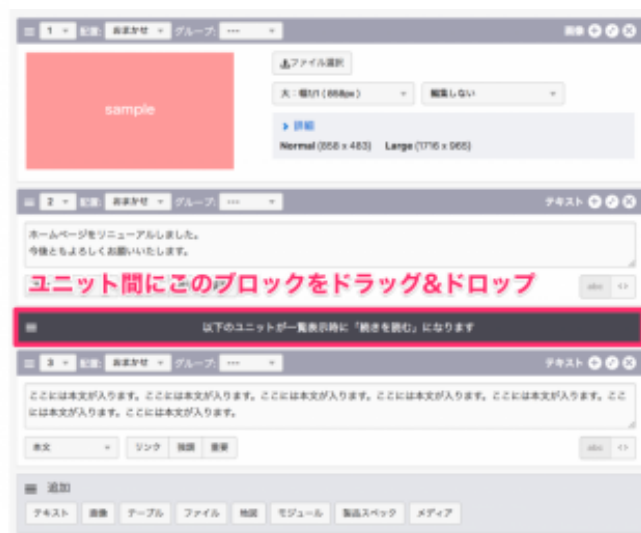 1 配置: おまかせ グループ: --- 画像
sample
ファイル選択
大：幅1/1 (858px) 編集しない
詳細
Normal (858 x 483) Large (1716 x 966)
2 配置: おまかせ グループ: --- テキスト
ホームページをリニューアルしました。
今後ともよろしくお願いいたします。
ユニット間にこのブロックをドラッグ&ドロップ
abc <>
以下のユニットが一覧表示時に「続きを読む」になります
3 配置: おまかせ グループ: --- テキスト
ここには本文が入ります。ここには本文が入ります。ここには本文が入ります。ここには本文が入ります。ここには本文が入ります。ここ
には本文が入ります。ここには本文が入ります。
本文 リンク 強調 重要 abc <>
追加
テキスト 画像 テーブル ファイル 地図 モジュール 製品スペック メディア